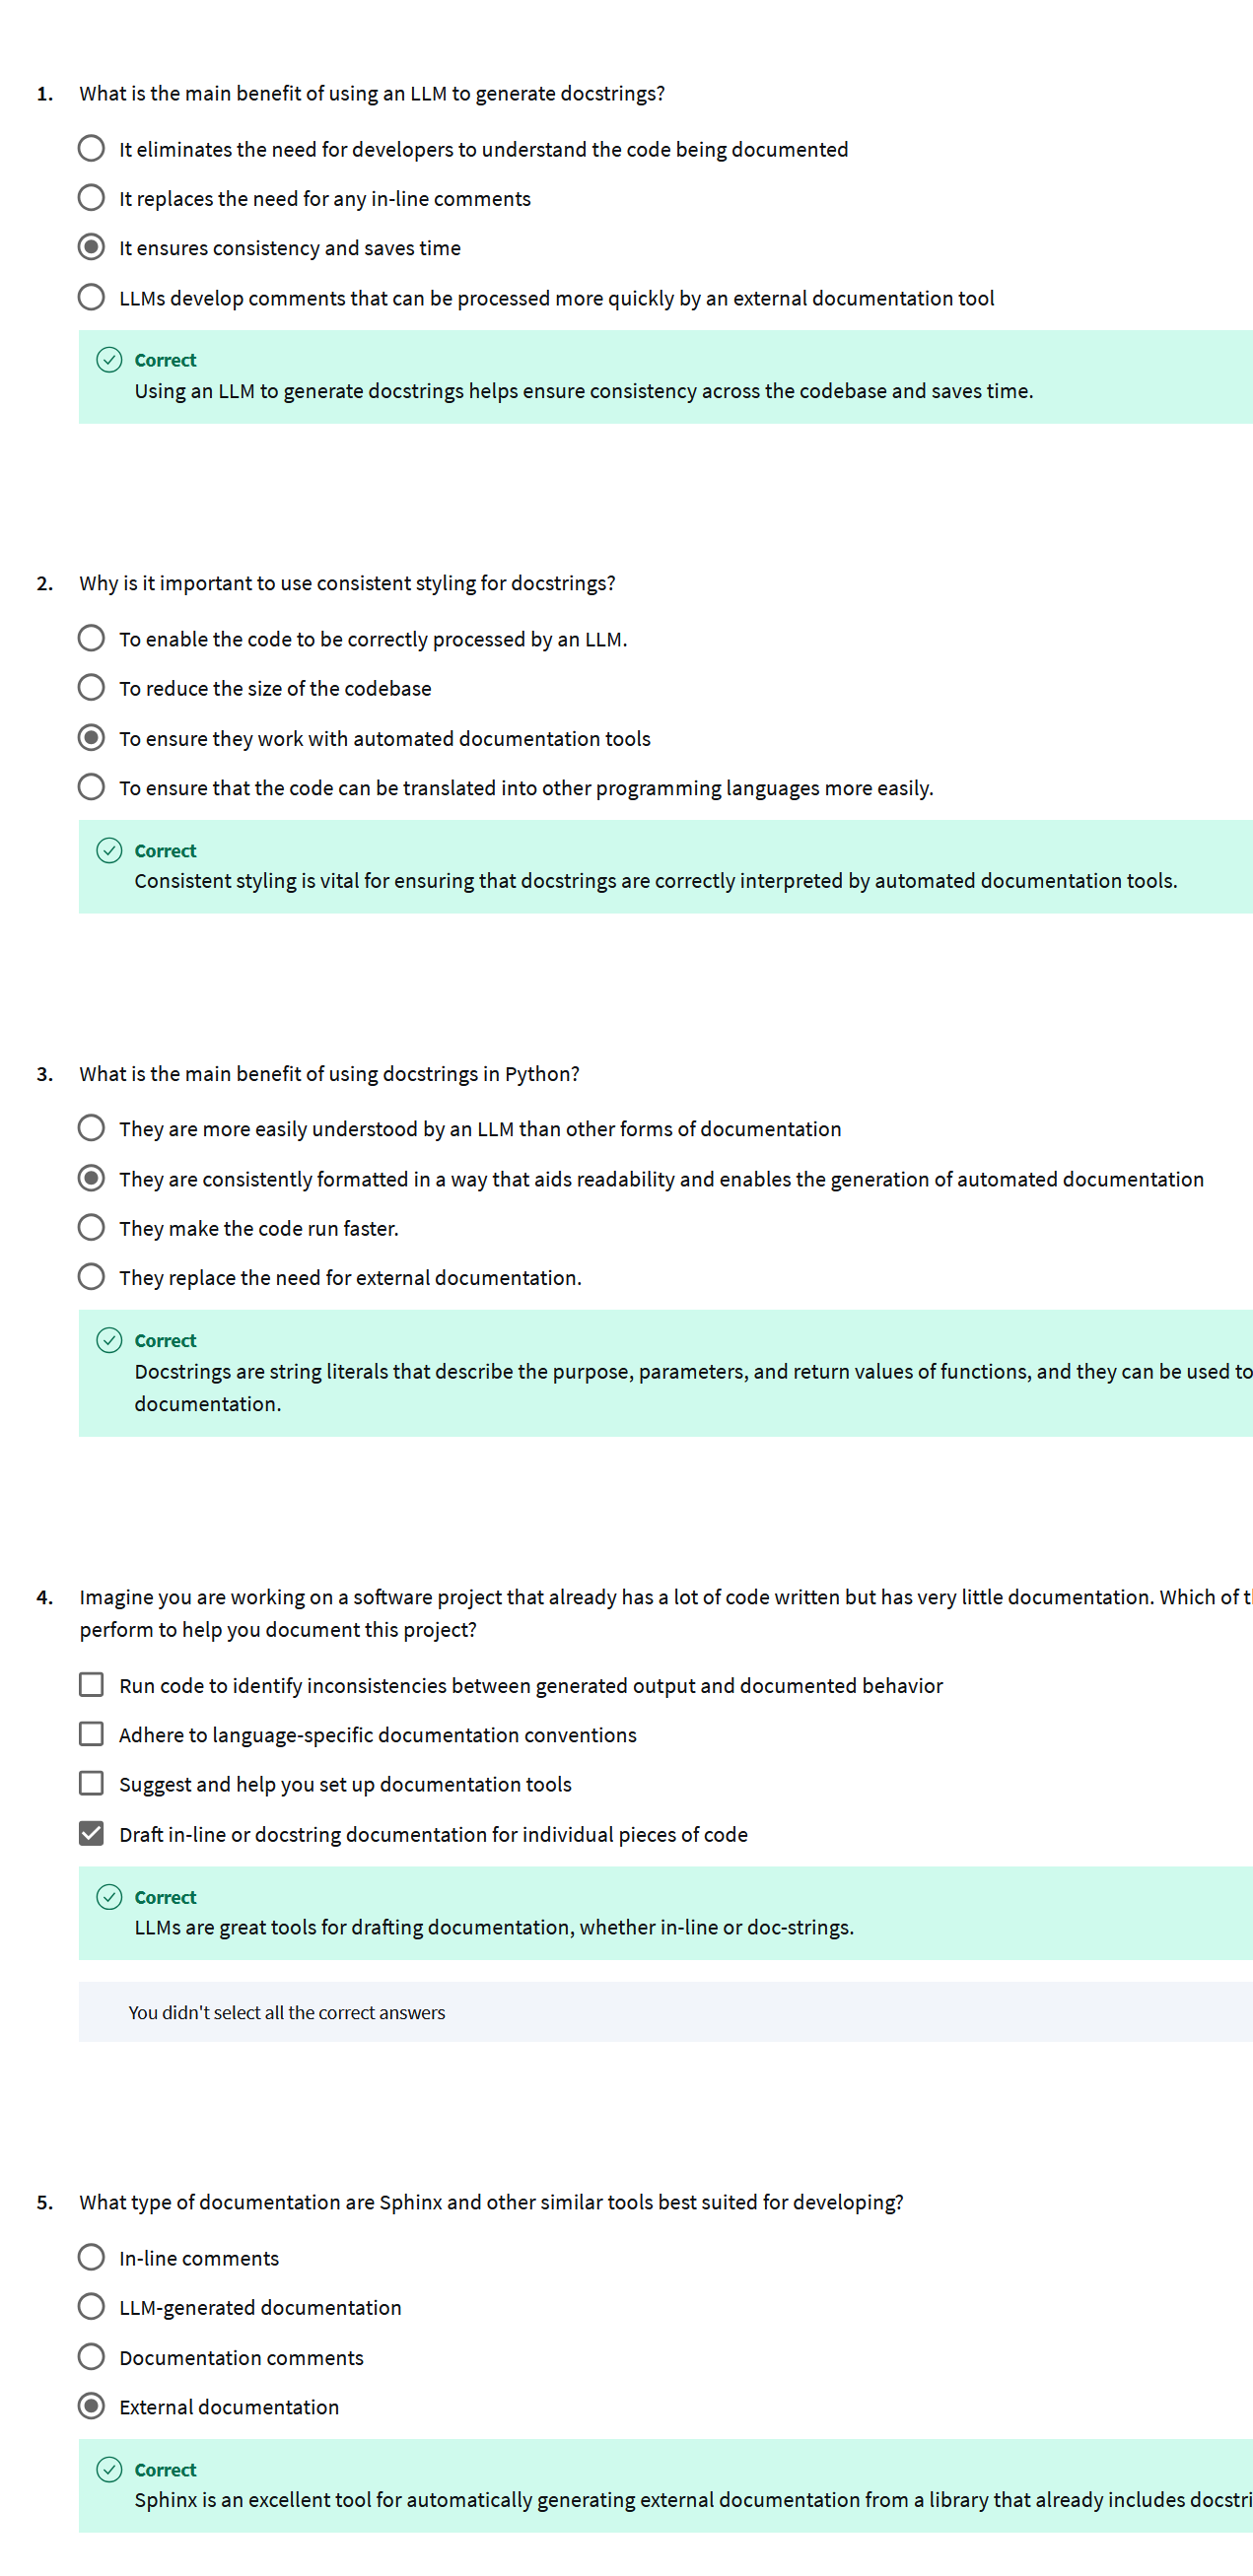 1. What is the main benefit of using an LLM to generate docstrings?
It eliminates the need for developers to understand the code being documented
It replaces the need for any in-line comments
It ensures consistency and saves time
LLMs develop comments that can be processed more quickly by an external documentation tool
Correct
Using an LLM to generate docstrings helps ensure consistency across the codebase and saves time.
2. Why is it important to use consistent styling for docstrings?
To enable the code to be correctly processed by an LLM.
To reduce the size of the codebase
To ensure they work with automated documentation tools
To ensure that the code can be translated into other programming languages more easily.
Correct
Consistent styling is vital for ensuring that docstrings are correctly interpreted by automated documentation tools.
3. What is the main benefit of using docstrings in Python?
They are more easily understood by an LLM than other forms of documentation
They are consistently formatted in a way that aids readability and enables the generation of automated documentation
They make the code run faster.
They replace the need for external documentation.
Correct
Docstrings are string literals that describe the purpose, parameters, and return values of functions, and they can be used to
documentation.
4. Imagine you are working on a software project that already has a lot of code written but has very little documentation. Which of
perform to help you document this project?
Run code to identify inconsistencies between generated output and documented behavior
Adhere to language-specific documentation conventions
Suggest and help you set up documentation tools
Draft in-line or docstring documentation for individual pieces of code
Correct
LLMs are great tools for drafting documentation, whether in-line or doc-strings.
You didn't select all the correct answers
5. What type of documentation are Sphinx and other similar tools best suited for developing?
In-line comments
LLM-generated documentation
Documentation comments
External documentation
Correct
Sphinx is an excellent tool for automatically generating external documentation from a library that already includes